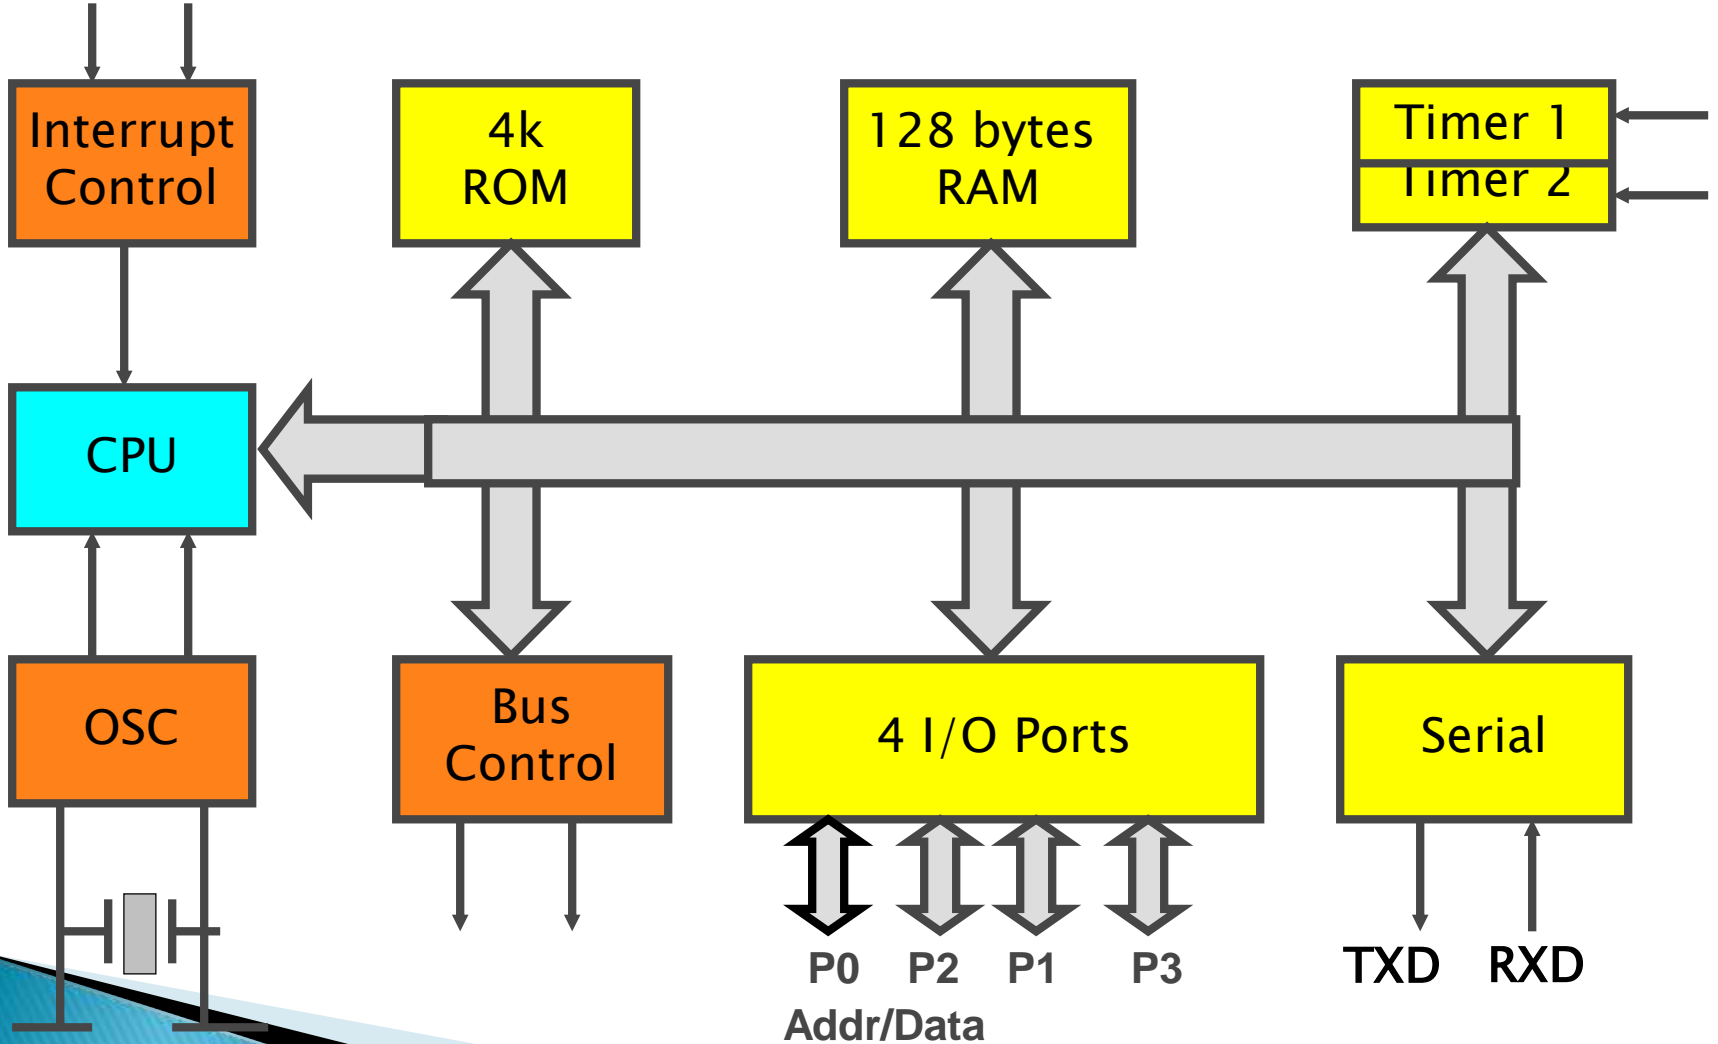 Interrupt
Control
4k
ROM
128 bytes
RAM
Timer 1
Timer 2
CPU
OSC
Bus
Control
4 I/O Ports
Serial
P0 P2 P1 P3
Addr/Data
TXD RXD